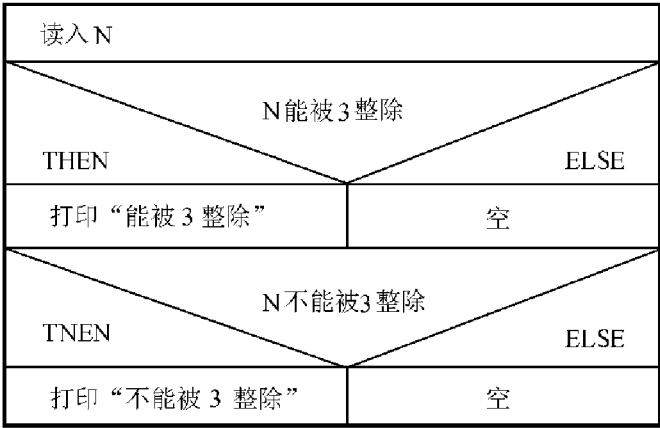 读入N
N能被3整除
THEN
ELSE
打印“能被3整除”
空
N不能被3整除
TNEN
ELSE
打印“不能被3 整除”
空